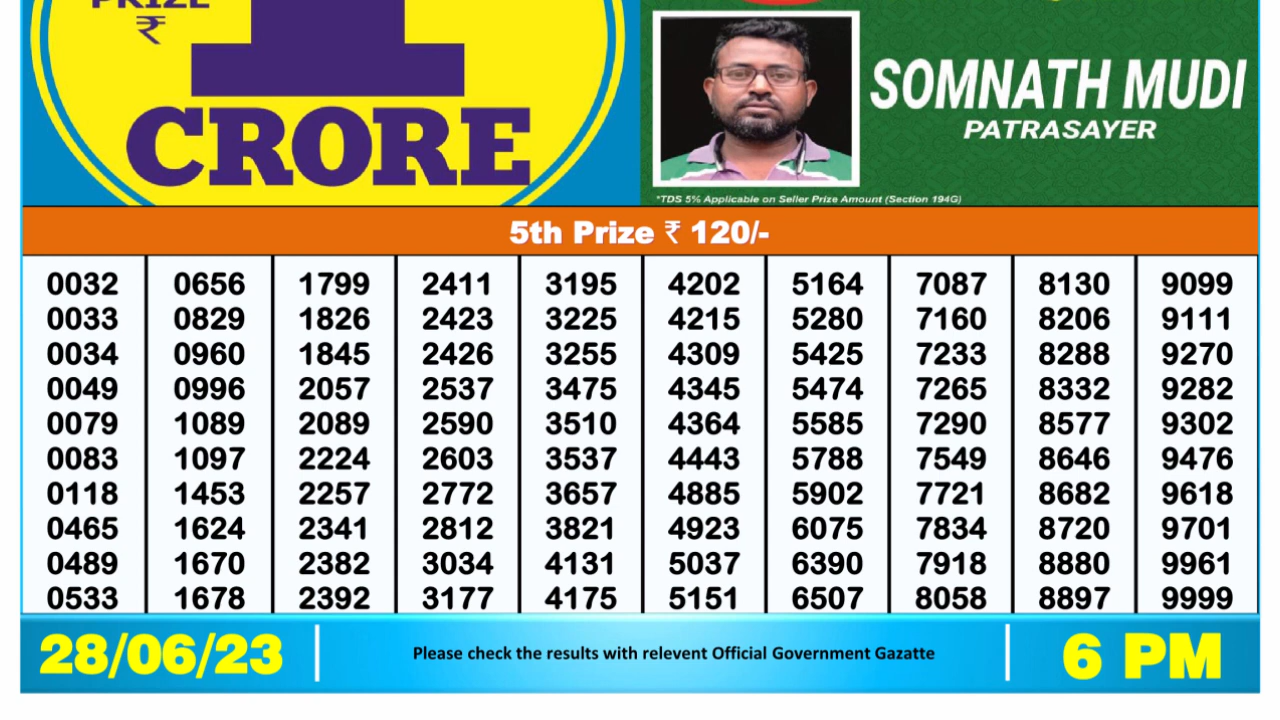 PRIZE
₹
1
CRORE
SOMNATH MUDI
PATRASAYER
*TDS 5% Applicable on Seller Prize Amount (Section 194G)
5th Prize ₹ 120/-
0032 0656 1799 2411 3195 4202 5164 7087 8130 9099
0033 0829 1826 2423 3225 4215 5280 7160 8206 9111
0034 0960 1845 2426 3255 4309 5425 7233 8288 9270
0049 0996 2057 2537 3475 4345 5474 7265 8332 9282
0079 1089 2089 2590 3510 4364 5585 7290 8577 9302
0083 1097 2224 2603 3537 4443 5788 7549 8646 9476
0118 1453 2257 2772 3657 4885 5902 7721 8682 9618
0465 1624 2341 2812 3821 4923 6075 7834 8720 9701
0489 1670 2382 3034 4131 5037 6390 7918 8880 9961
0533 1678 2392 3177 4175 5151 6507 8058 8897 9999
28/06/23
Please check the results with relevent Official Government Gazatte
6 PM